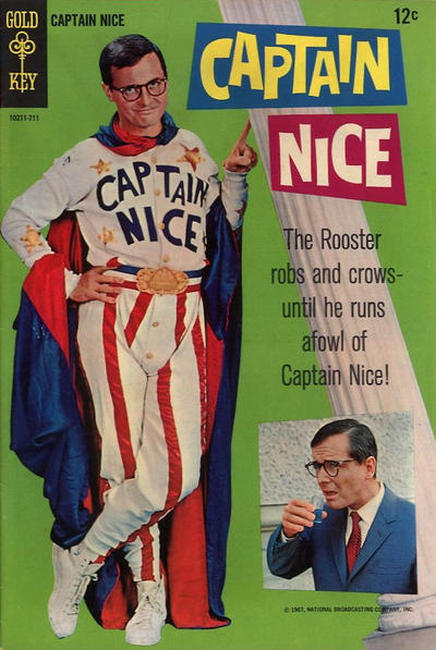 GOLD
KEY
CAPTAIN NICE
10211-711
12c
CAPTAIN
NICE
CAPTAIN
NICE
The Rooster
robs and crows-
until he runs
afowl of
Captain Nice!
© 1967, NATIONAL BROADCASTING COMPANY, INC.